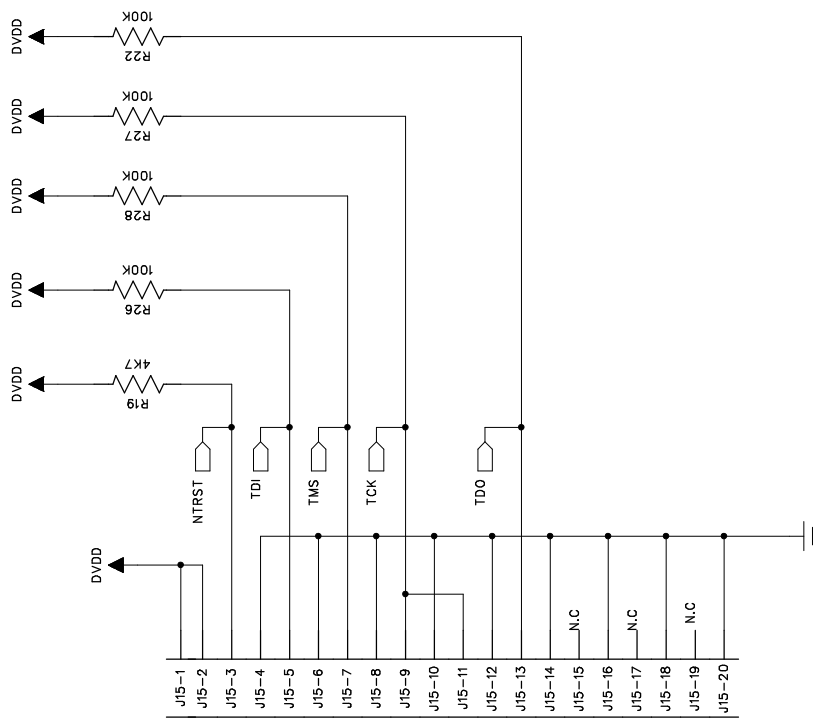 DVDD
100K
R22
DVDD
100K
R27
DVDD
100K
R28
DVDD
100K
R26
DVDD
4K7
R19
NTRST
TDI
TMS
TCK
TDO
DVDD
N.C
N.C
N.C
J15-1
J15-2
J15-3
J15-4
J15-5
J15-6
J15-7
J15-8
J15-9
J15-10
J15-11
J15-12
J15-13
J15-14
J15-15
J15-16
J15-17
J15-18
J15-19
J15-20